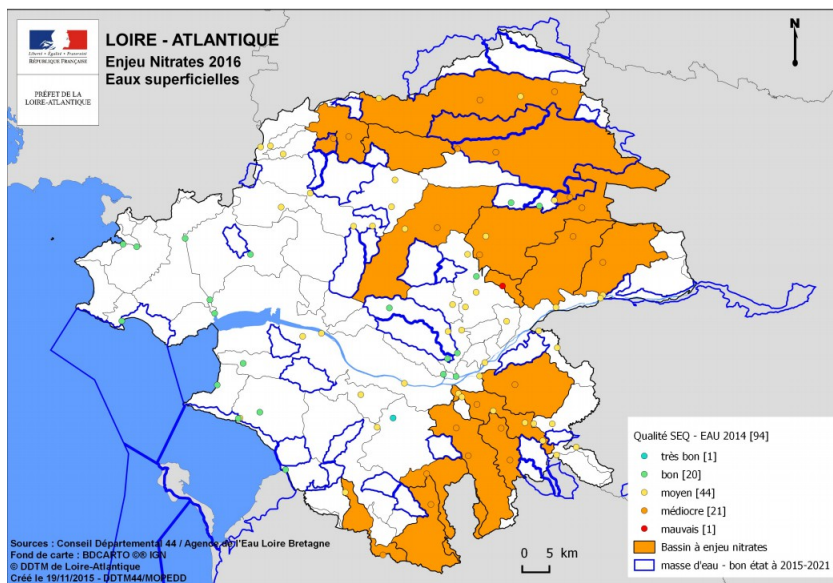 Liberté • Égalité • Fraternité
RÉPUBLIQUE FRANÇAISE
PRÉFET DE LA
LOIRE-ATLANTIQUE
LOIRE - ATLANTIQUE
Enjeu Nitrates 2016
Eaux superficielles
N
Qualité SEQ - EAU 2014 [94]
très bon [1]
bon [20]
moyen [44]
médiocre [21]
mauvais [1]
Bassin à enjeu nitrates
masse d'eau - bon état à 2015-2021
0 5 km
Sources : Conseil Départemental 44 / Agence de l'Eau Loire Bretagne
Fond de carte : BDCARTO ©® IGN
© DDTM de Loire-Atlantique
Créé le 19/11/2015 - DDTM44/MOPEDD